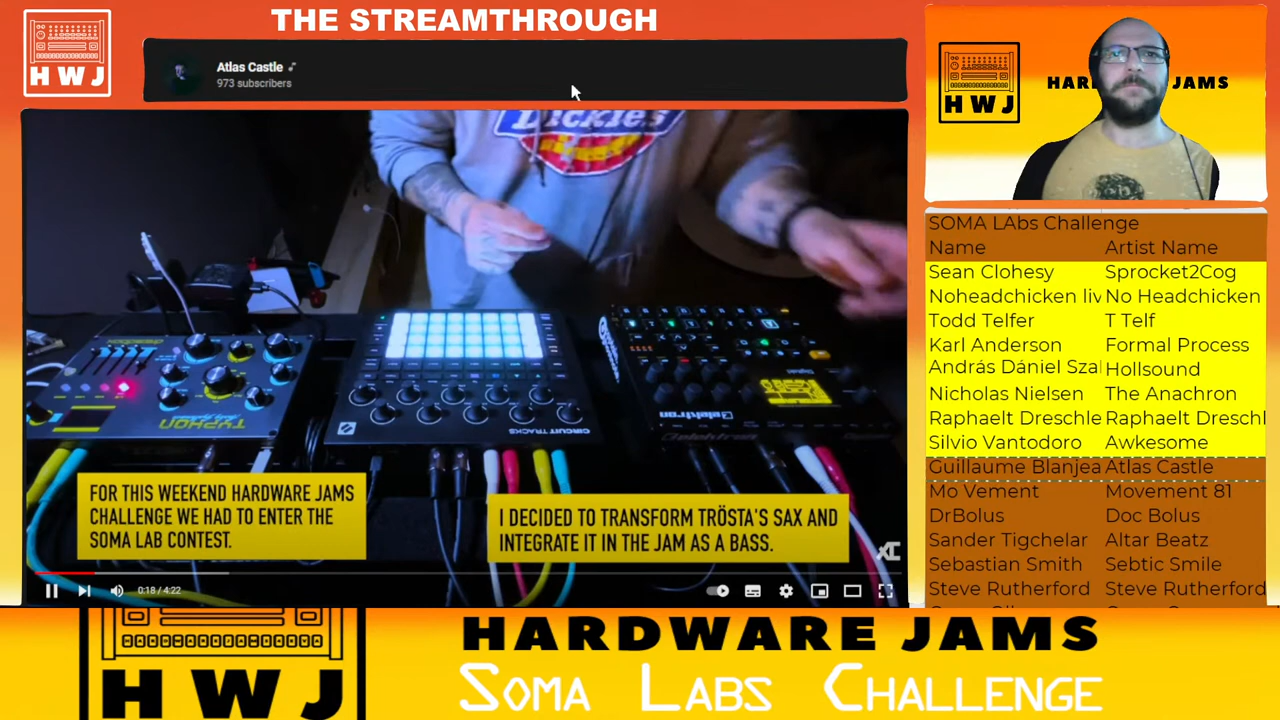 THE STREAMTHROUGH
HWJ
Atlas Castle
973 subscribers
Dickies
TYPHON
CIRCUIT TRACKS
elektron
elektron
FOR THIS WEEKEND HARDWARE JAMS
CHALLENGE WE HAD TO ENTER THE
SOMA LAB CONTEST.
I DECIDED TO TRANSFORM TRÖSTA'S SAX AND
INTEGRATE IT IN THE JAM AS A BASS.
0:18 / 4:22
HWJ
HAR JAMS
SOMA LAbs Challenge
Name Artist Name
Sean Clohesy Sprocket2Cog
Noheadchicken liv No Headchicken
Todd Telfer T Telf
Karl Anderson Formal Process
András Dániel Sza Hollsound
Nicholas Nielsen The Anachron
Raphaelt Dreschle Raphaelt Dreschl
Silvio Vantodoro Awkesome
Guillaume Blanjea Atlas Castle
Mo Vement Movement 81
DrBolus Doc Bolus
Sander Tigchelar Altar Beatz
Sebastian Smith Sebtic Smile
Steve Rutherford Steve Rutherford
HWJ
HARDWARE JAMS
SOMA LABS CHALLENGE